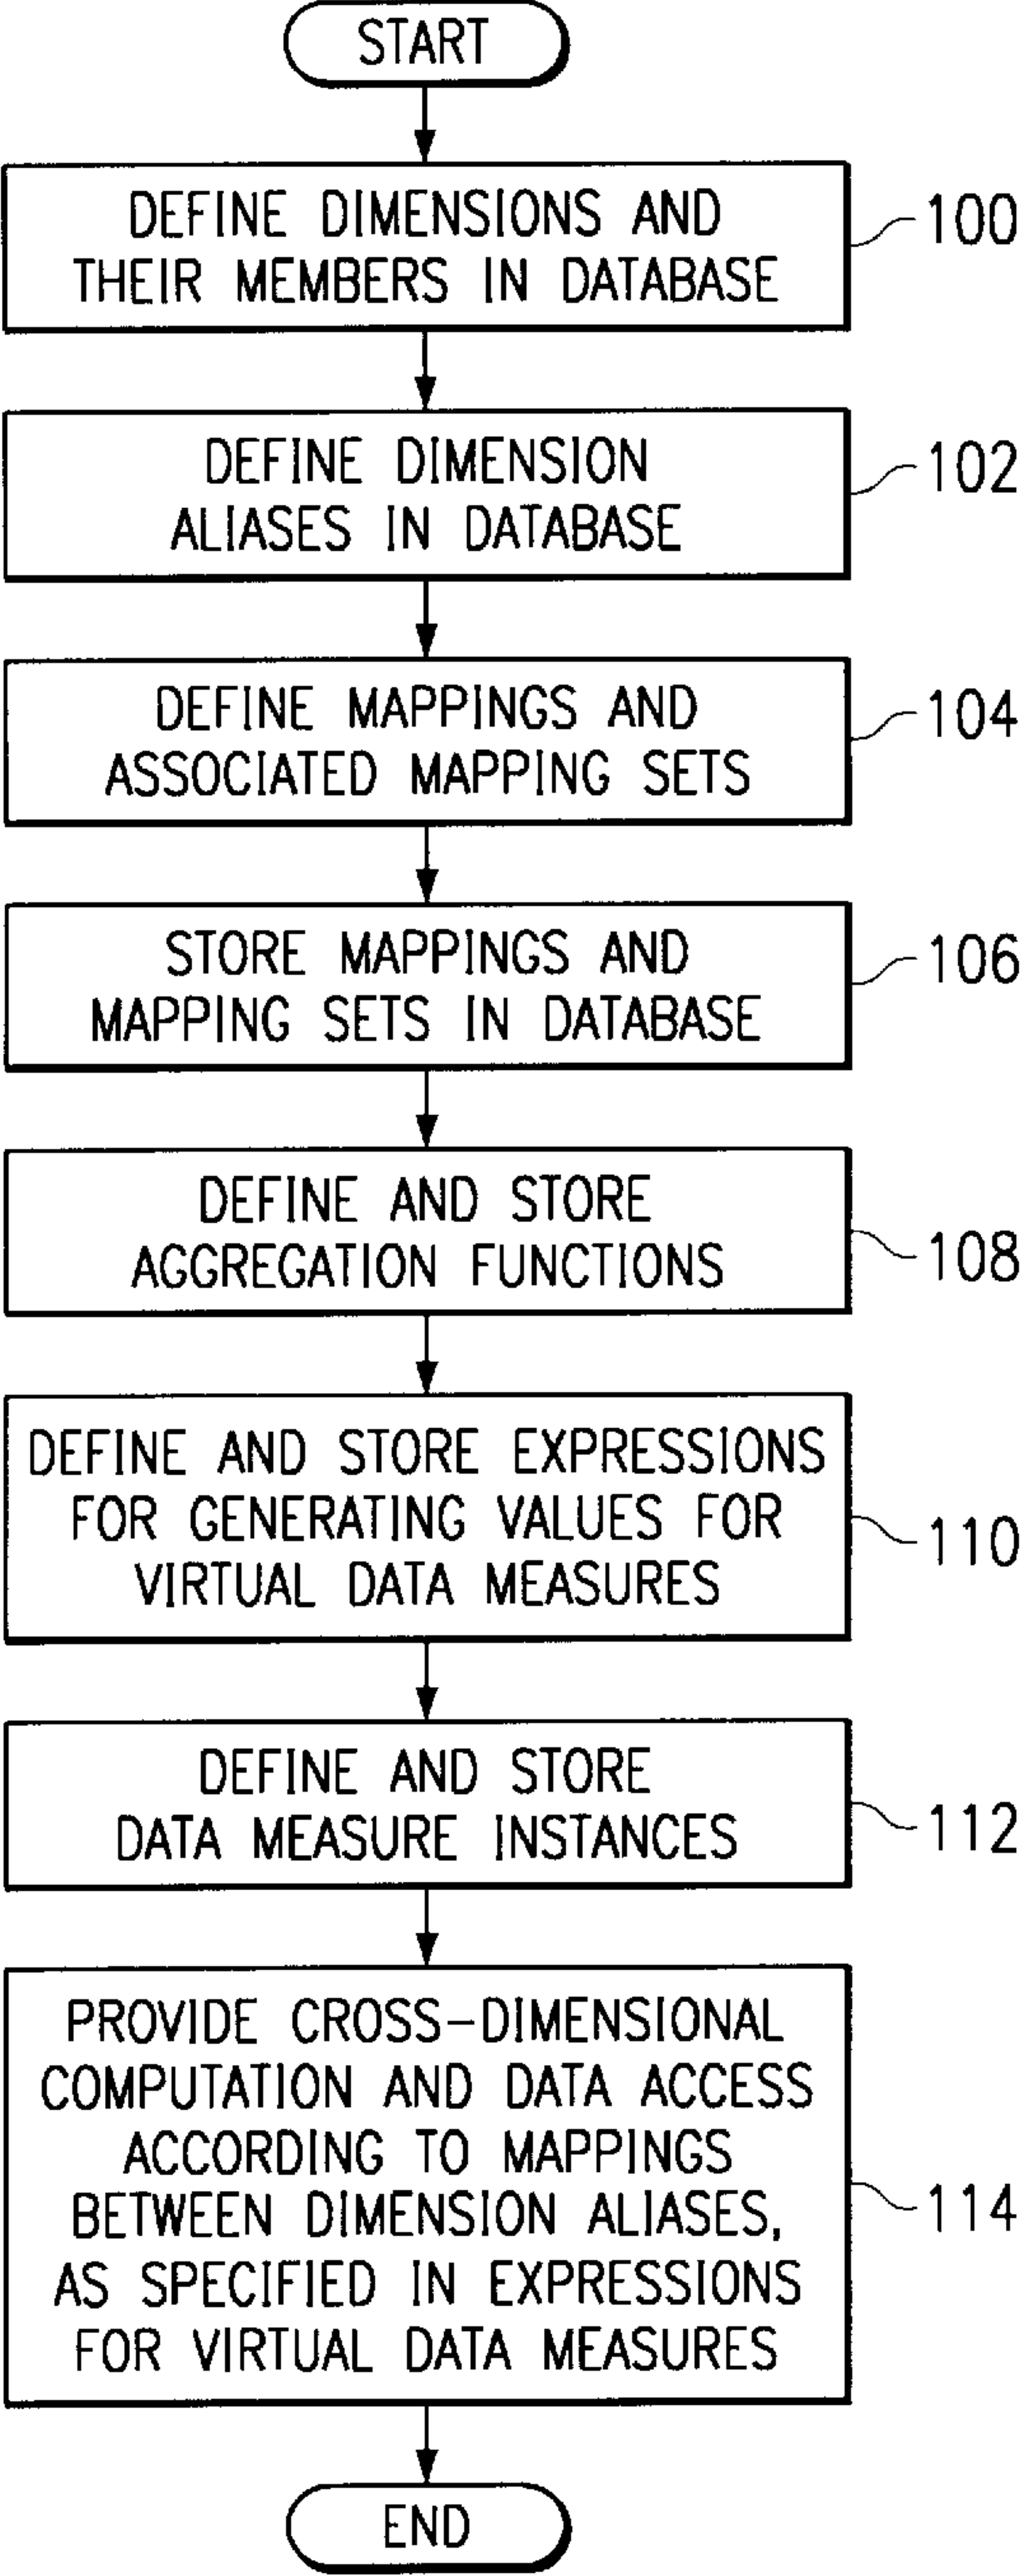 START
DEFINE DIMENSIONS AND
THEIR MEMBERS IN DATABASE
100
DEFINE DIMENSION
ALIASES IN DATABASE
102
DEFINE MAPPINGS AND
ASSOCIATED MAPPING SETS
104
STORE MAPPINGS AND
MAPPING SETS IN DATABASE
106
DEFINE AND STORE
AGGREGATION FUNCTIONS
108
DEFINE AND STORE EXPRESSIONS
FOR GENERATING VALUES FOR
VIRTUAL DATA MEASURES
110
DEFINE AND STORE
DATA MEASURE INSTANCES
112
PROVIDE CROSS-DIMENSIONAL
COMPUTATION AND DATA ACCESS
ACCORDING TO MAPPINGS
BETWEEN DIMENSION ALIASES,
AS SPECIFIED IN EXPRESSIONS
FOR VIRTUAL DATA MEASURES
114
END